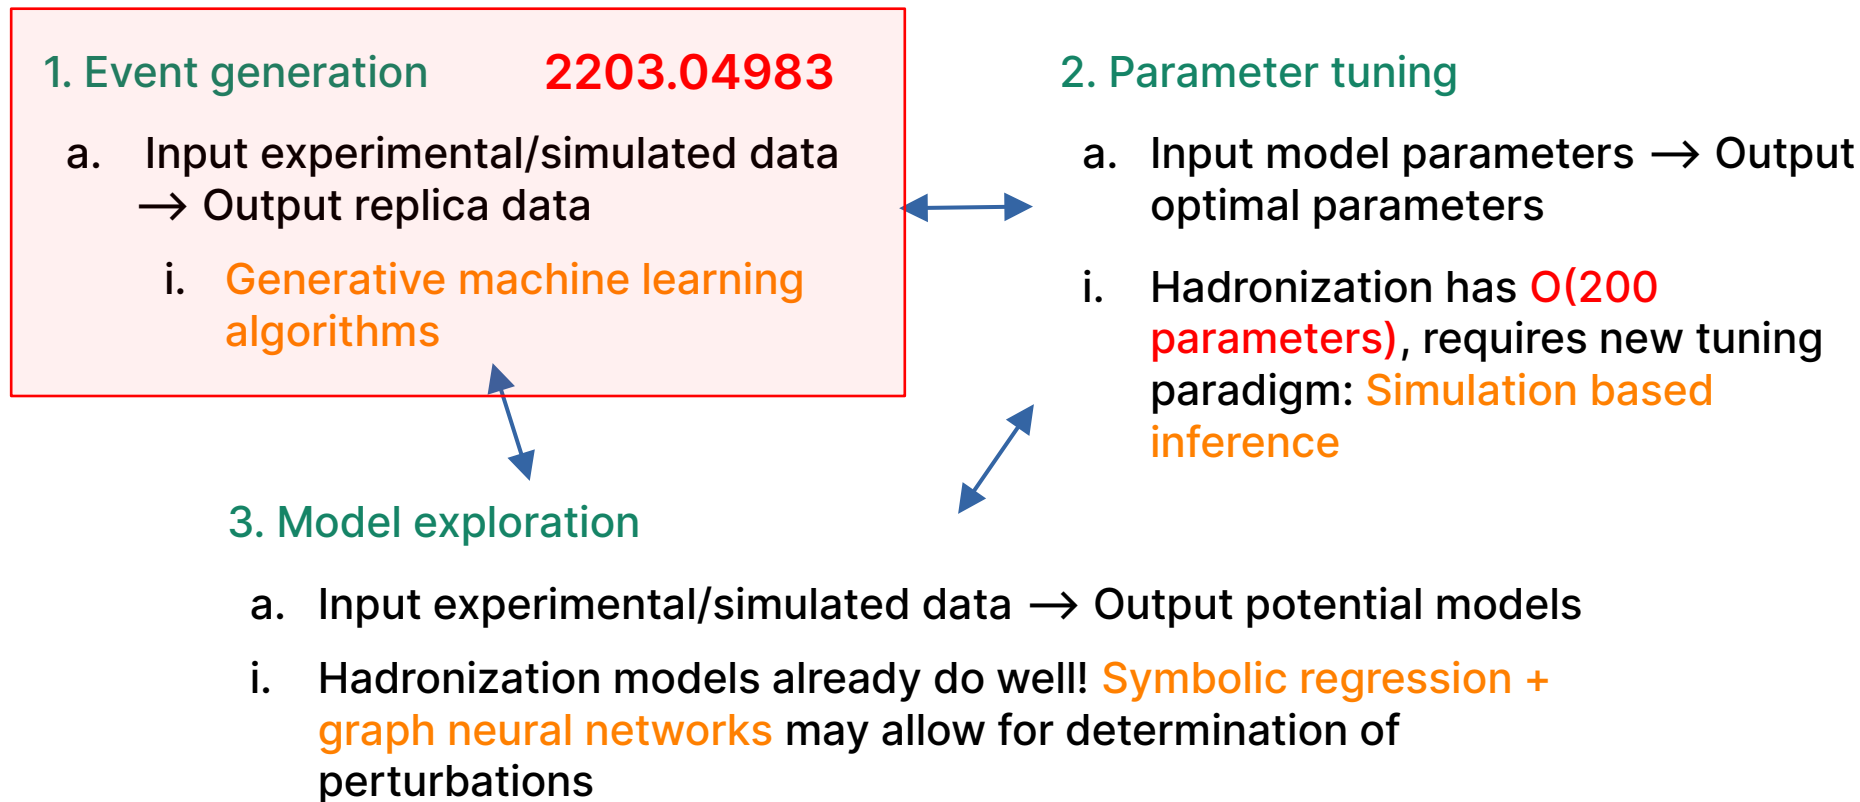 1. Event generation 2203.04983
a. Input experimental/simulated data
→ Output replica data
i. Generative machine learning
algorithms
2. Parameter tuning
a. Input model parameters → Output
optimal parameters
i. Hadronization has O(200
parameters), requires new tuning
paradigm: Simulation based
inference
3. Model exploration
a. Input experimental/simulated data → Output potential models
i. Hadronization models already do well! Symbolic regression +
graph neural networks may allow for determination of
perturbations